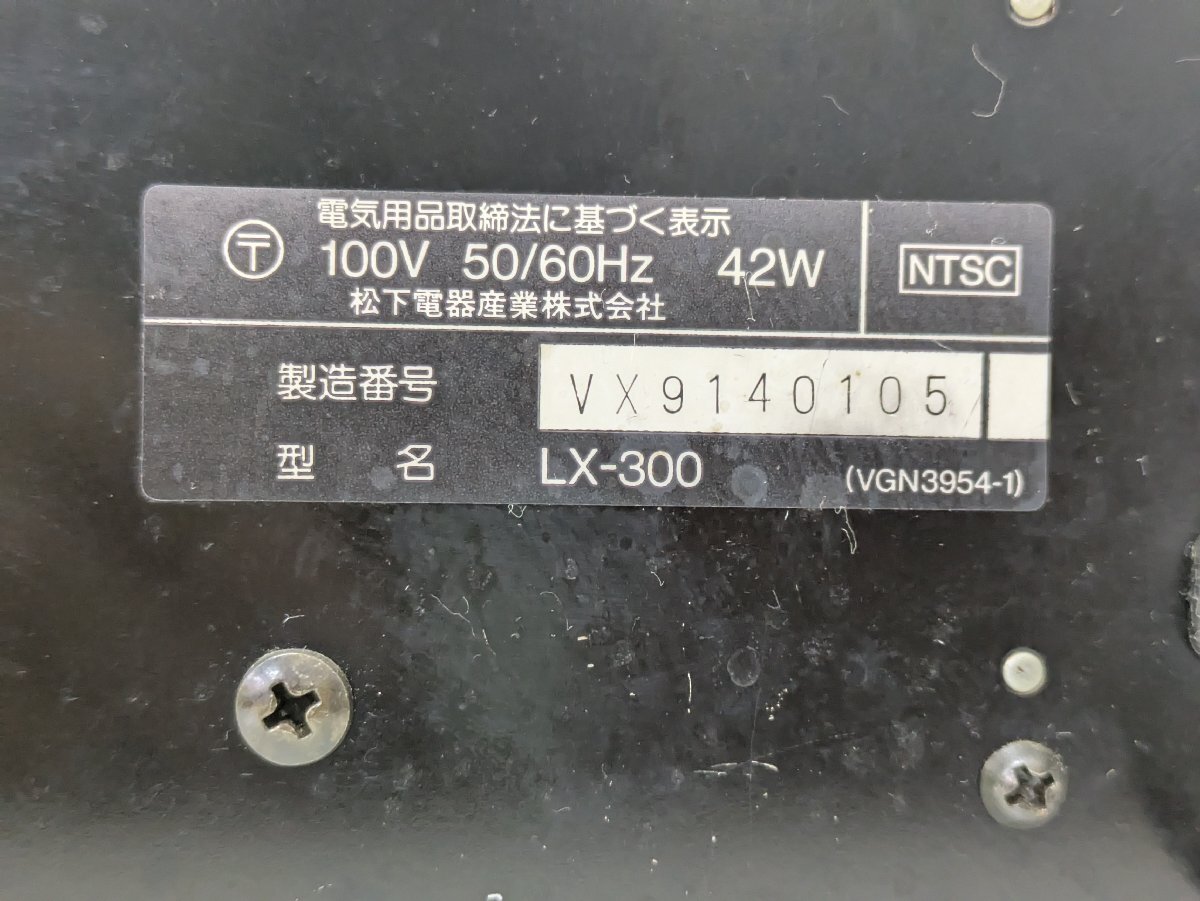 電気用品取締法に基づく表示
〒 100V 50/60Hz 42W
松下電器産業株式会社
NTSC
製造番号 VX9140105
型 名 LX-300 (VGN3954-1)